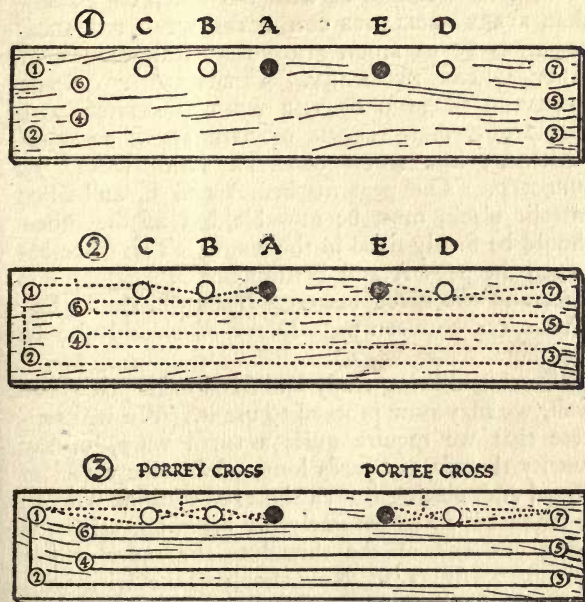 ① C B A E D
① ⑦
⑥
② ④ ⑤
③
② C B A E D
① ⑦
⑥
④ ⑤
② ③
③ PORREY CROSS PORTEE CROSS
① ⑦
⑥
④ ⑤
② ③